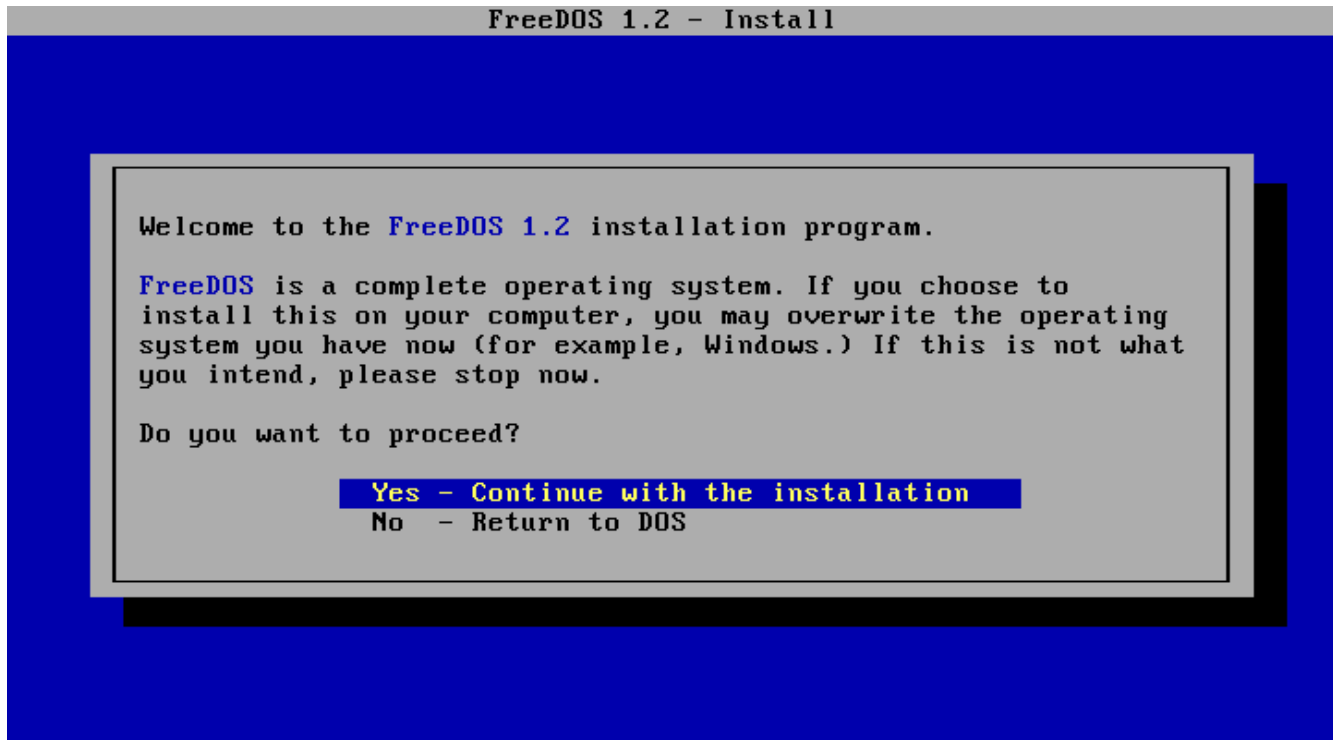 FreeDOS 1.2 - Install
Welcome to the FreeDOS 1.2 installation program.
FreeDOS is a complete operating system. If you choose to
install this on your computer, you may overwrite the operating
system you have now (for example, Windows.) If this is not what
you intend, please stop now.
Do you want to proceed?
Yes - Continue with the installation
No - Return to DOS